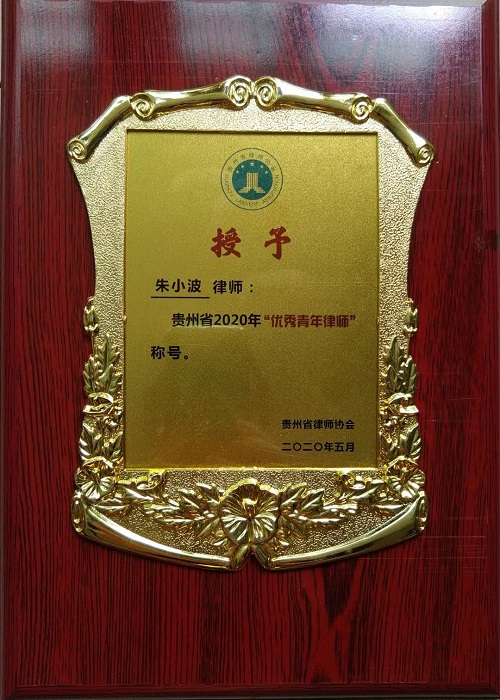 授予
朱小波 律师：
贵州省2020年“优秀青年律师”
称号。
贵州省律师协会
二〇二〇年五月